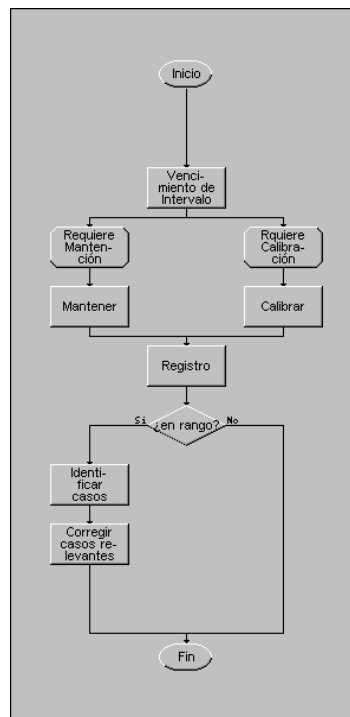 Inicio
Venci-
miento de
Intervalo
Requiere
Manten-
ción
Rquiere
Calibra-
ción
Mantener
Calibrar
Registro
Si
¿en rango?
No
Identi-
ficar
casos
Corregir
casos re-
levantes
Fin